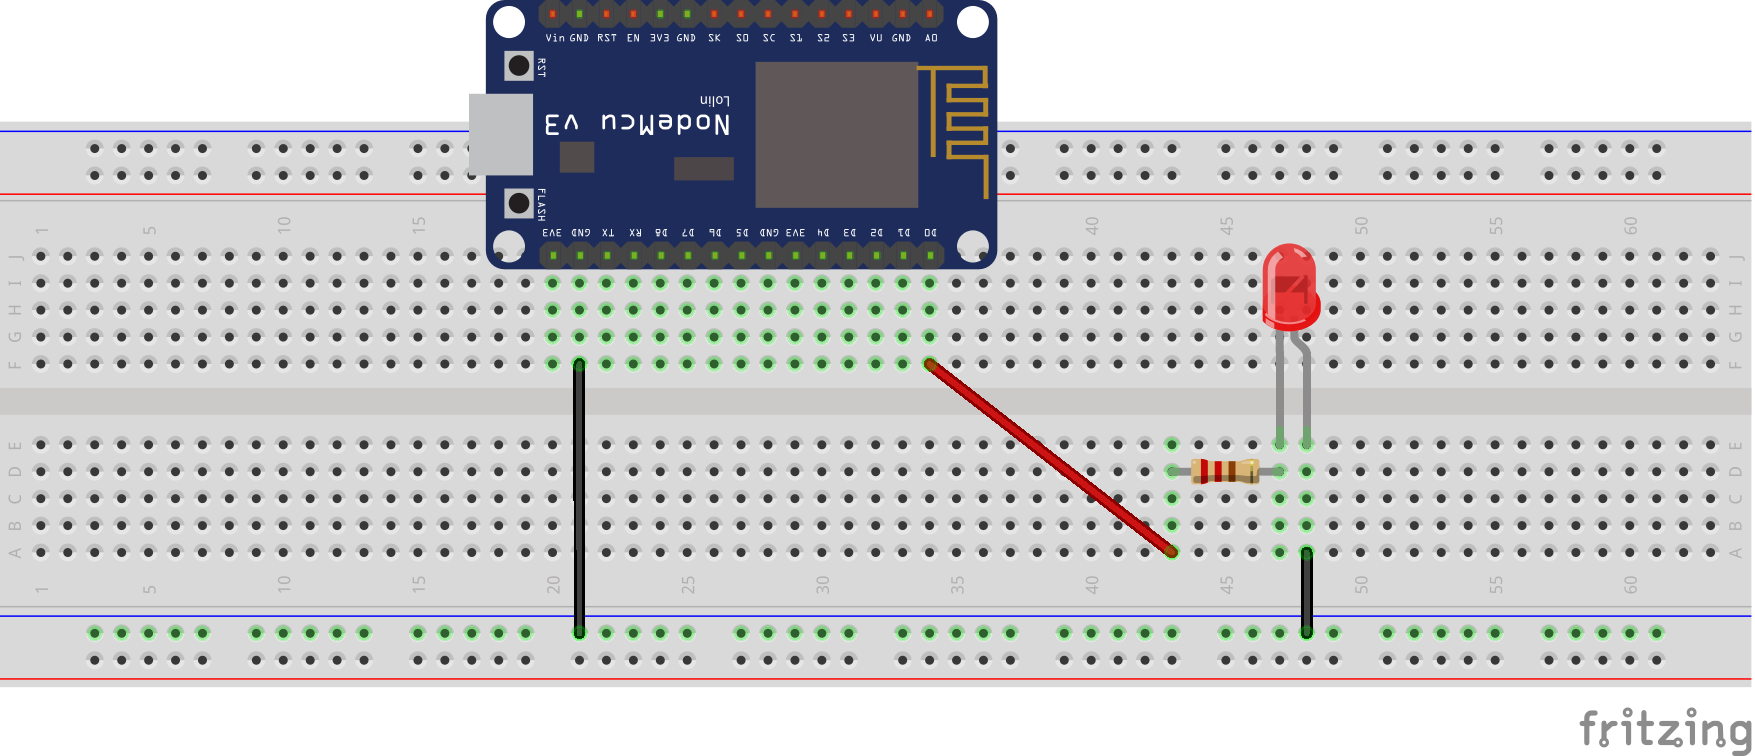 Vin GND RST EN 3V3 GND SK SO SC S1 S2 S3 VU GND AO
RST
Lolin
NodeMcu v3
FLASH
3V3 GND TX RX D8 D7 D6 D5 GND 3V3 D4 D3 D2 D1 D0
1 5 10 15 40 45 50 55 60
J J
I I
H H
G G
F F
E E
D D
C C
B B
A A
1 5 10 15 20 25 30 35 40 45 50 55 60
fritzing